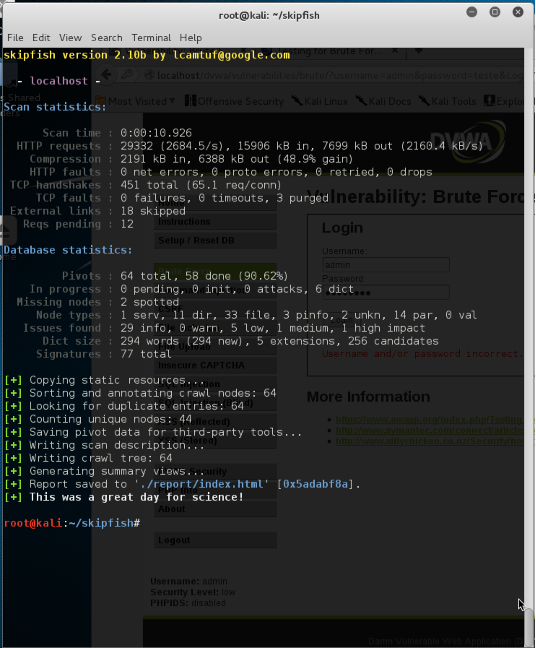 root@kali: ~/skipfish
File Edit View Search Terminal Help
skipfish version 2.10b by lcamtuf@google.com
- localhost -
Scan statistics:
Scan time : 0:00:10.926
HTTP requests : 29332 (2684.5/s), 15906 kB in, 7699 kB out (2160.4 kB/s)
Compression : 2191 kB in, 6388 kB out (48.9% gain)
HTTP faults : 0 net errors, 0 proto errors, 0 retried, 0 drops
TCP handshakes : 451 total (65.1 req/conn)
TCP faults : 0 failures, 0 timeouts, 3 purged
External links : 18 skipped
Reqs pending : 12
Database statistics:
Pivots : 64 total, 58 done (90.62%)
In progress : 0 pending, 0 init, 0 attacks, 6 dict
Missing nodes : 2 spotted
Node types : 1 serv, 11 dir, 33 file, 3 pinfo, 2 unkn, 14 par, 0 val
Issues found : 29 info, 0 warn, 5 low, 1 medium, 1 high impact
Dict size : 294 words (294 new), 5 extensions, 256 candidates
Signatures : 77 total
[+] Copying static resources...
[+] Sorting and annotating crawl nodes: 64
[+] Looking for duplicate entries: 64
[+] Counting unique nodes: 44
[+] Saving pivot data for third-party tools...
[+] Writing scan description...
[+] Writing crawl tree: 64
[+] Generating summary views...
[+] Report saved to './report/index.html' [0x5adabf8a].
[+] This was a great day for science!
root@kali:~/skipfish#
localhost/dvwa/vulnerabilities/brute/?username=admin&password=teste&Log
Most Visited Offensive Security Kali Linux Kali Docs Kali Tools
DVWA
Vulnerability: Brute Force
Login
Username:
admin
Password
Username and/or password incorrect.
More Information
Instructions
Setup / Reset DB
Insecure CAPTCHA
About
Logout
Username: admin
Security Level: low
PHPIDS: disabled
Damn Vulnerable Web Application